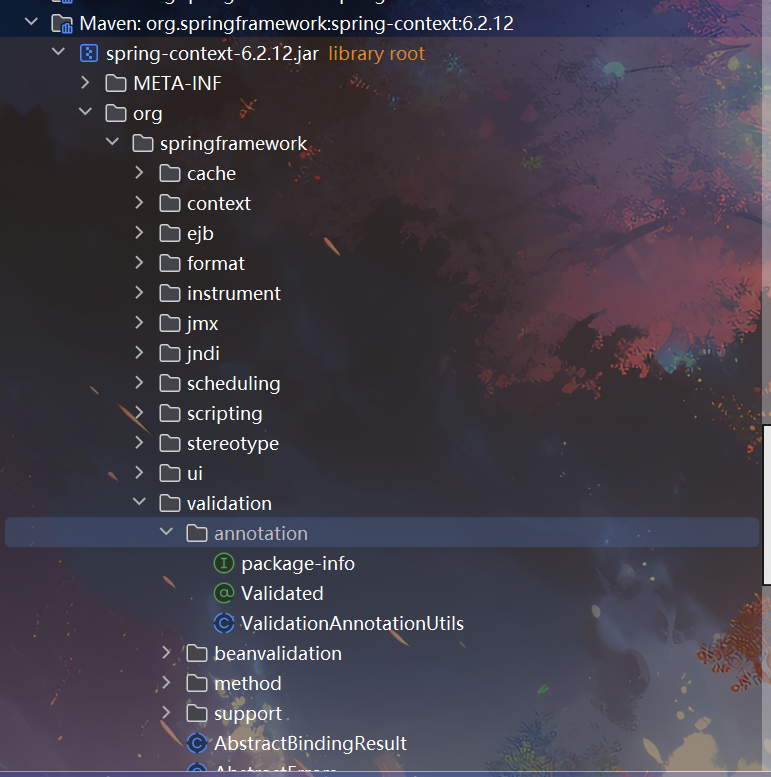 Maven: org.springframework:spring-context:6.2.12
spring-context-6.2.12.jar library root
META-INF
org
springframework
cache
context
ejb
format
instrument
jmx
jndi
scheduling
scripting
stereotype
ui
validation
annotation
package-info
Validated
ValidationAnnotationUtils
beanvalidation
method
support
AbstractBindingResult